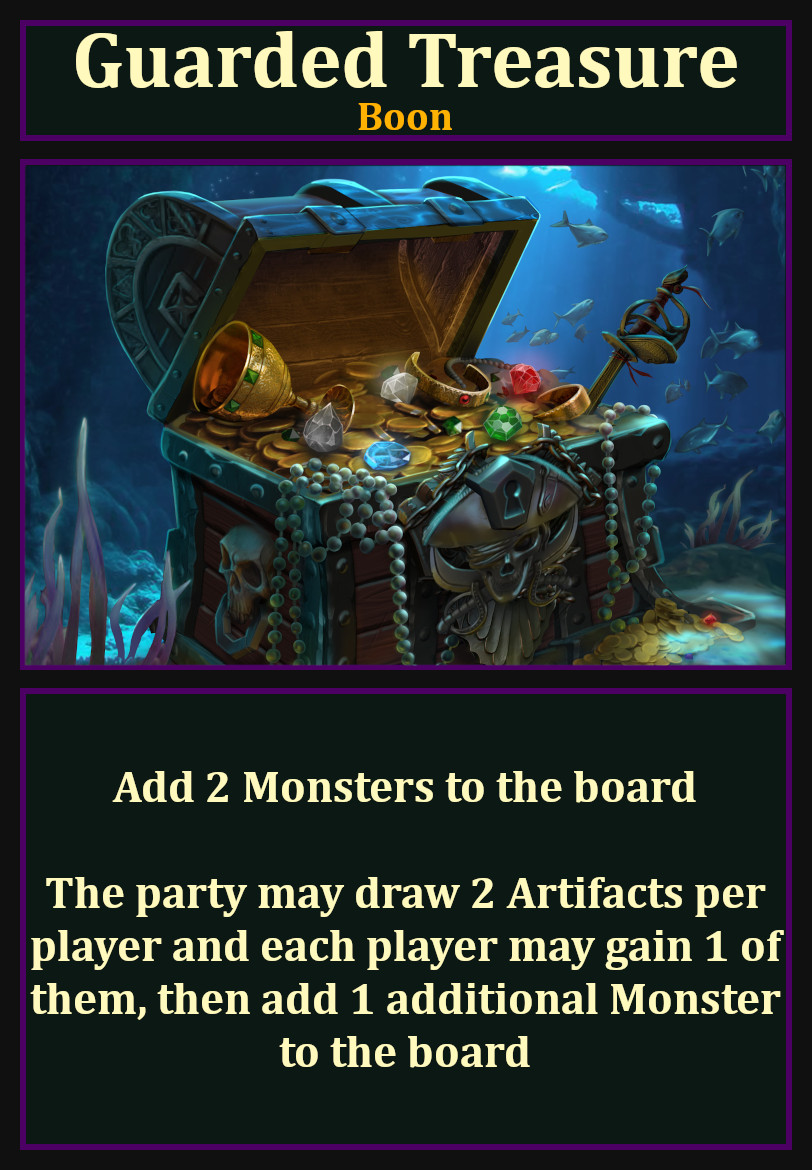 Guarded Treasure
Boon
Add 2 Monsters to the board
The party may draw 2 Artifacts per
player and each player may gain 1 of
them, then add 1 additional Monster
to the board